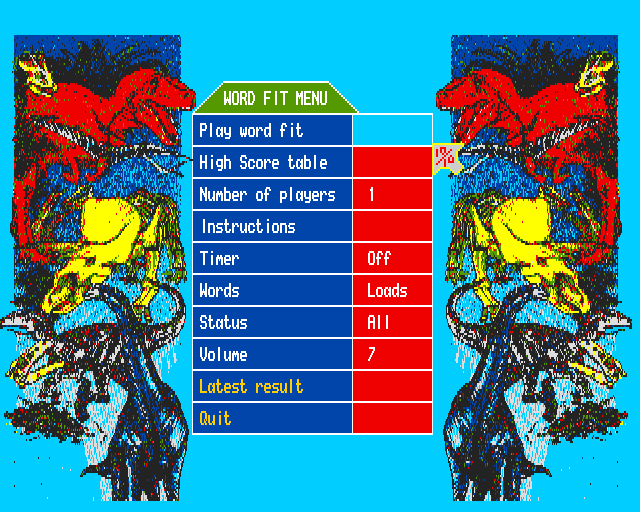 WORD FIT MENU
Play word fit
High Score table
Number of players 1
Instructions
Timer Off
Words Loads
Status All
Volume 7
Latest result
Quit